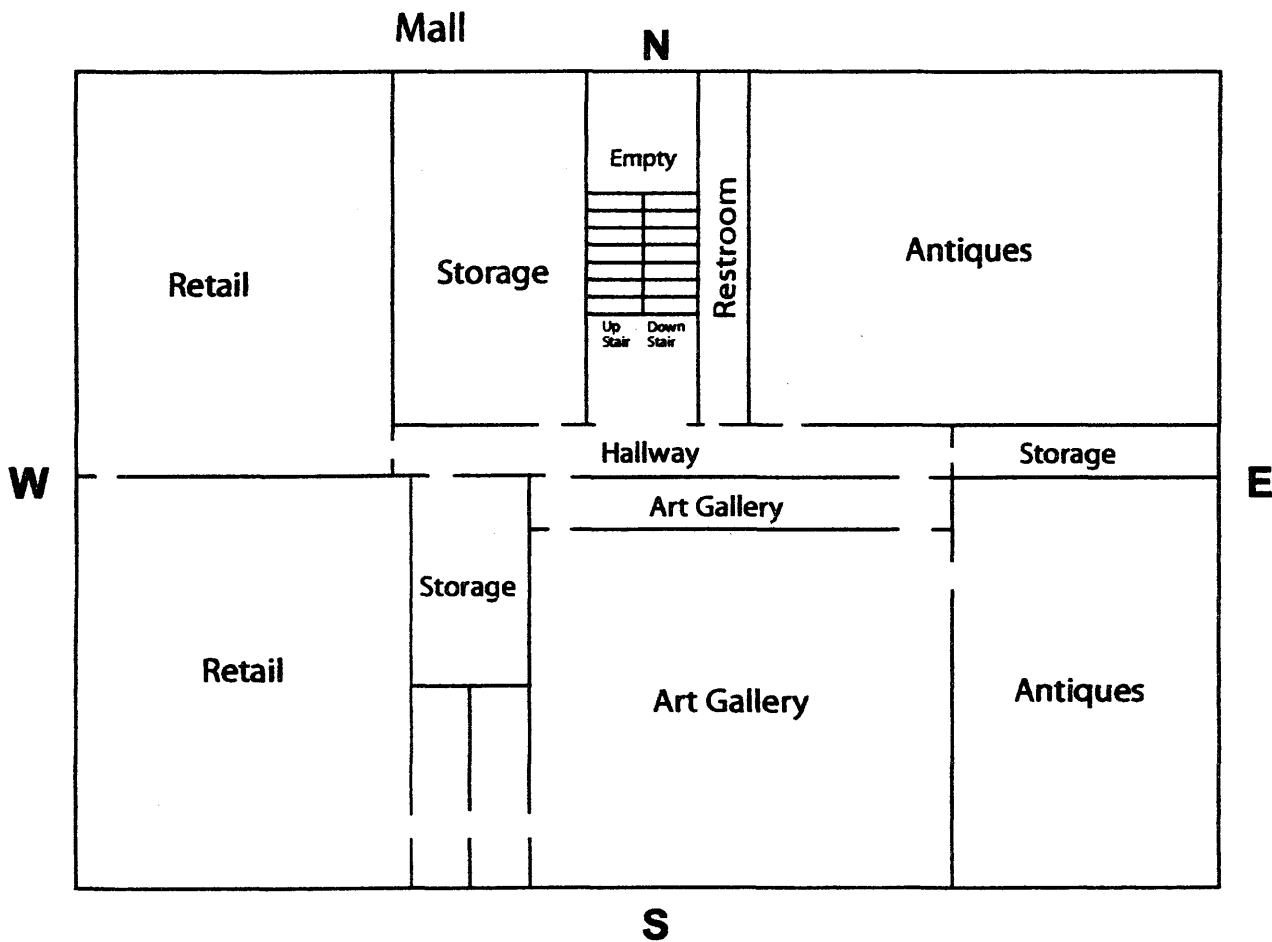 Mall
N
Empty
Retail
Storage
Restroom
Antiques
Up
Stair
Down
Stair
Hallway
Storage
W
E
Art Gallery
Storage
Retail
Art Gallery
Antiques
S